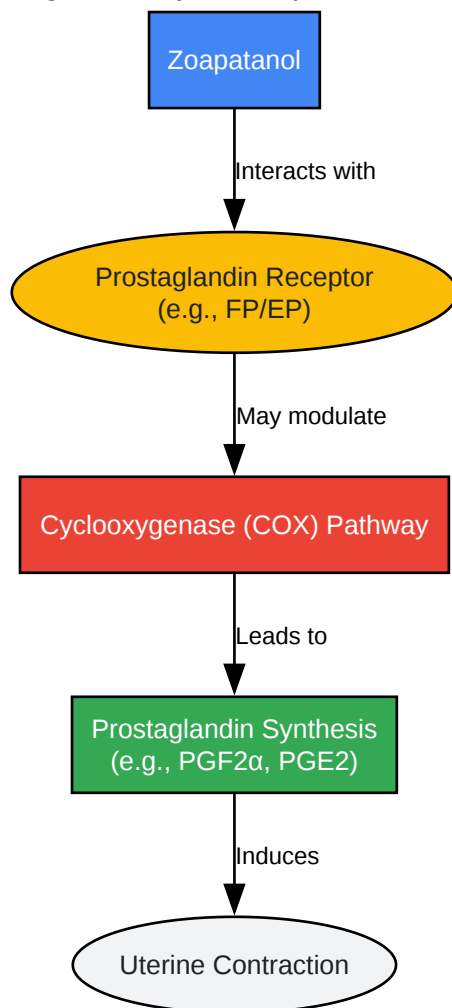 Zoapatanol
Interacts with
Prostaglandin Receptor
(e.g., FP/EP)
May modulate
Cyclooxygenase (COX) Pathway
Leads to
Prostaglandin Synthesis
(e.g., PGF2α, PGE2)
Induces
Uterine Contraction